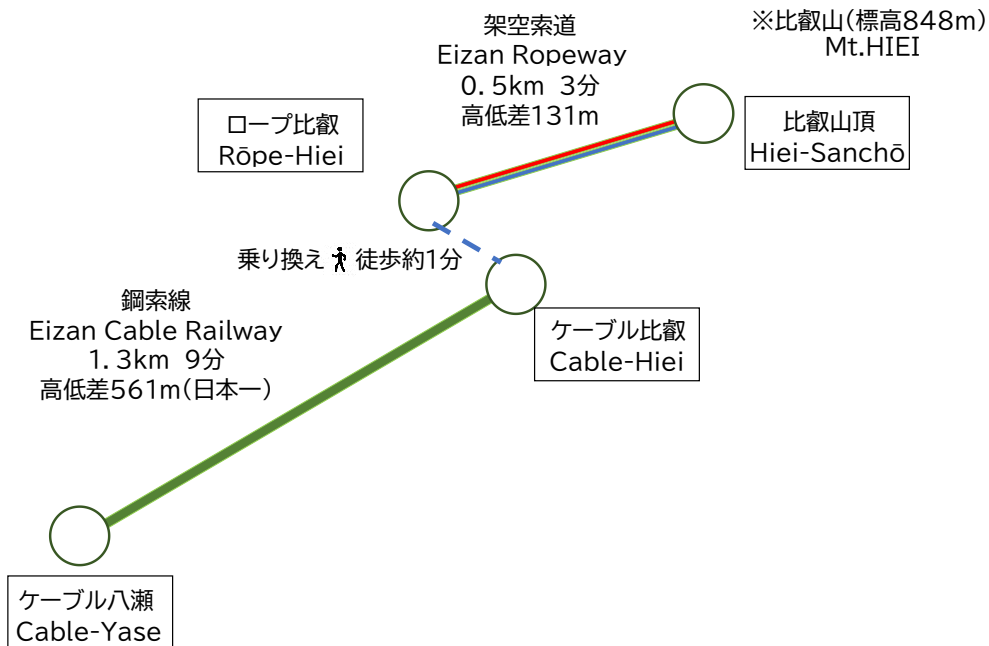 架空索道
Eizan Ropeway
0.5km 3分
高低差131m
※比叡山(標高848m)
Mt.HIEI
ロープ比叡
Rōpe-Hiei
比叡山頂
Hiei-Sanchō
乗り換え 徒歩約1分
鋼索線
Eizan Cable Railway
1.3km 9分
高低差561m(日本一)
ケーブル比叡
Cable-Hiei
ケーブル八瀬
Cable-Yase